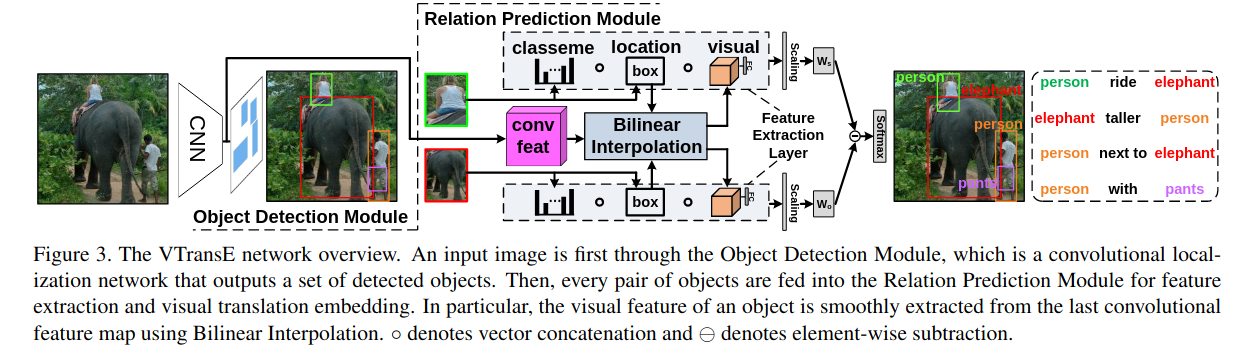 Relation Prediction Module
classeme location visual
box
FC
Scaling
Ws
CNN
conv
feat
Bilinear
Interpolation
Feature
Extraction
Layer
Softmax
Object Detection Module
box
FC
Scaling
Wo
person
elephant
person
pants
person ride elephant
elephant taller person
person next to elephant
person with pants
Figure 3. The VTransE network overview. An input image is first through the Object Detection Module, which is a convolutional local-
ization network that outputs a set of detected objects. Then, every pair of objects are fed into the Relation Prediction Module for feature
extraction and visual translation embedding. In particular, the visual feature of an object is smoothly extracted from the last convolutional
feature map using Bilinear Interpolation. ○ denotes vector concatenation and ⊖ denotes element-wise subtraction.